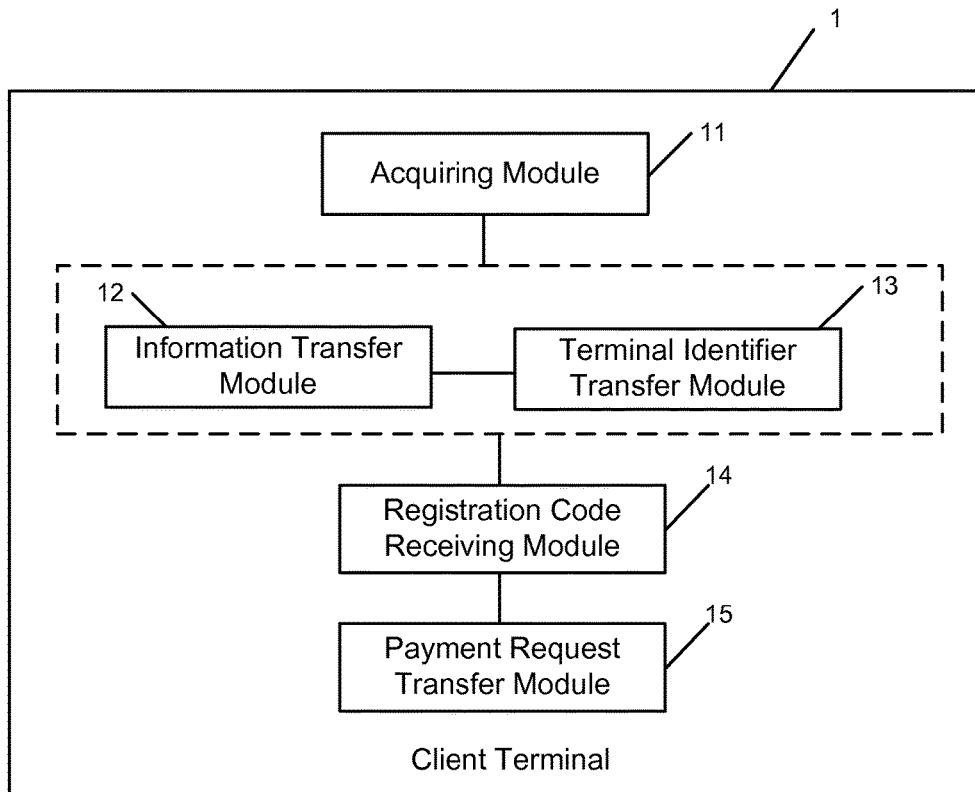 1
11
Acquiring Module
12
13
Information Transfer
Module
Terminal Identifier
Transfer Module
14
Registration Code
Receiving Module
15
Payment Request
Transfer Module
Client Terminal